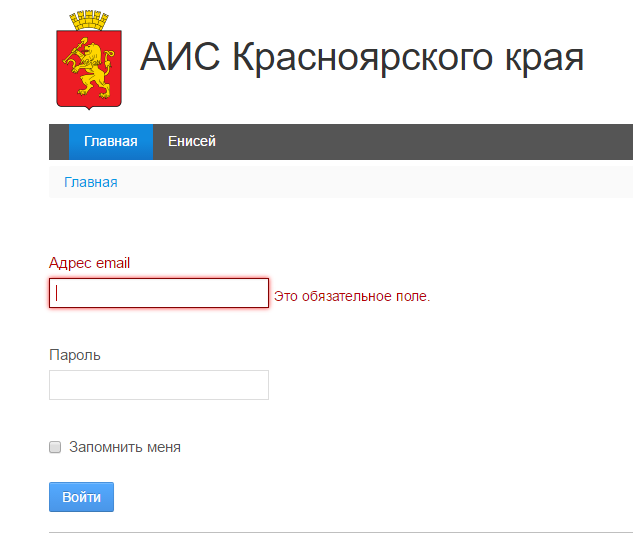 АИС Красноярского края
Главная Енисей
Главная
Адрес email
Это обязательное поле.
Пароль
Запомнить меня
Войти